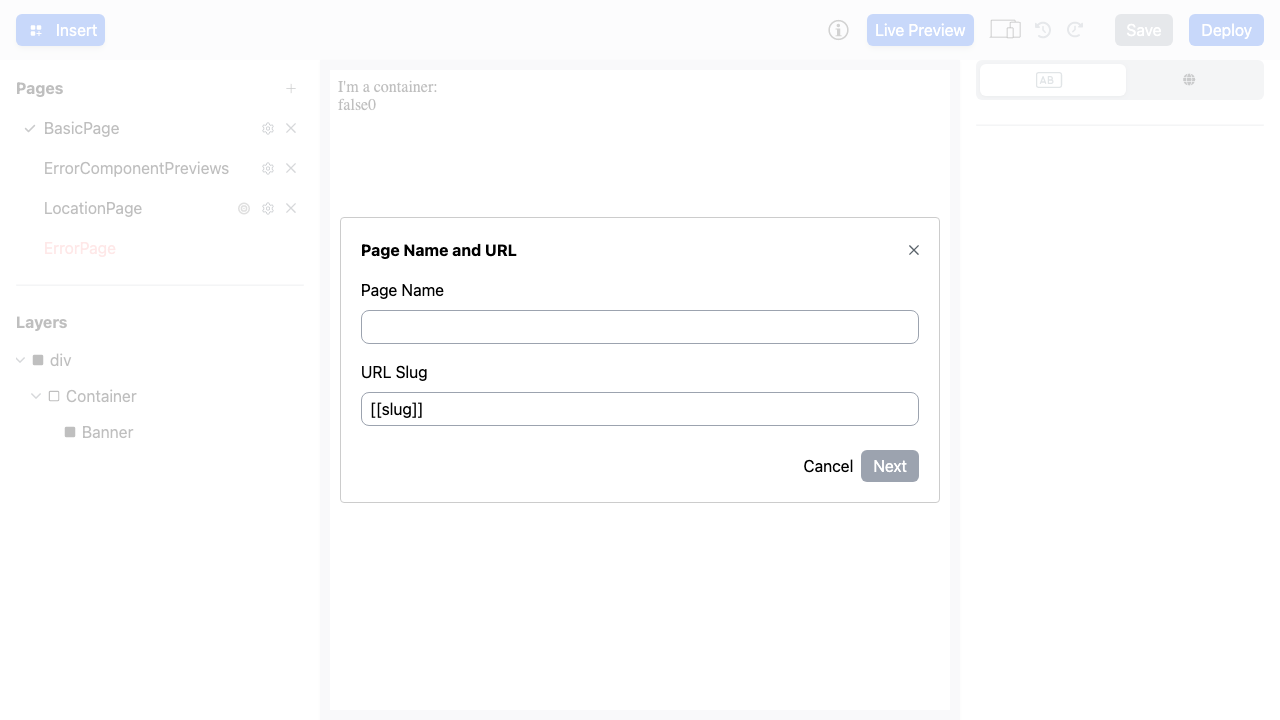 Insert
Live Preview
Save
Deploy
Pages
BasicPage
ErrorComponentPreviews
LocationPage
ErrorPage
Layers
div
Container
Banner
I'm a container:
false0
Page Name and URL
Page Name
URL Slug
[[slug]]
Cancel
Next
AB